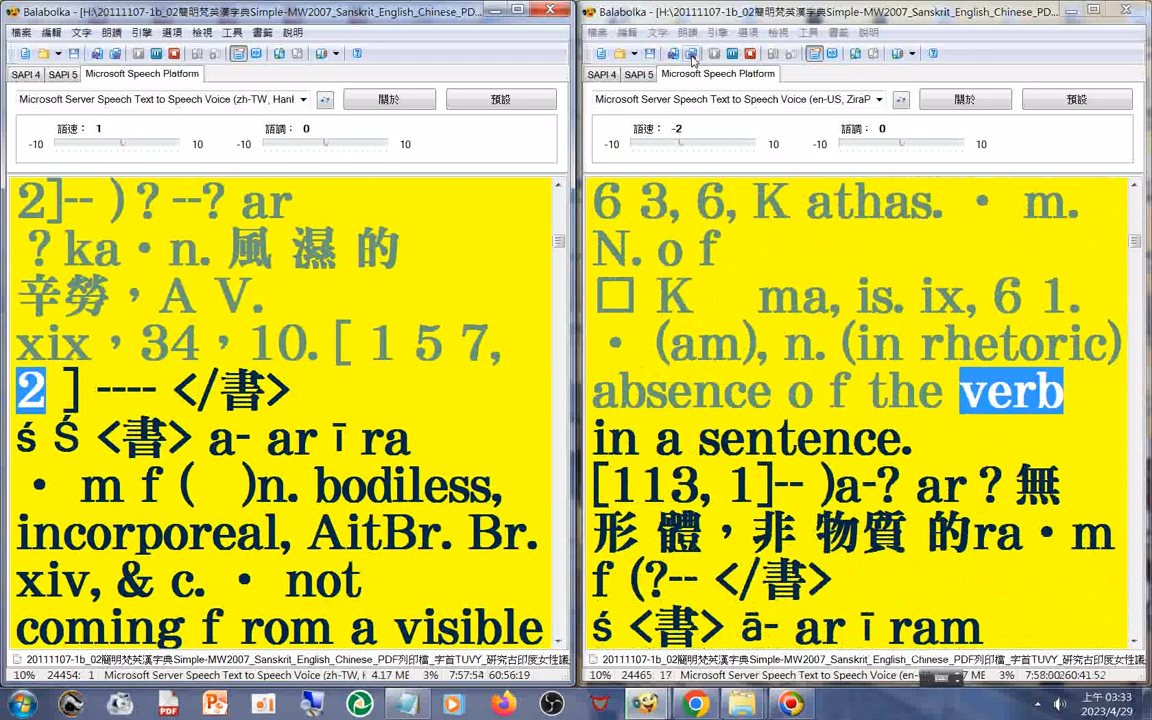 Balabolka - [H:\20111107-1b_02簡明梵英漢字典Simple-MW2007_Sanskrit_English_Chinese_PD...
檔案 編輯 文字 朗讀 引擎 選項 檢視 工具 書籤 說明
SAPI 4 SAPI 5 Microsoft Speech Platform
Microsoft Server Speech Text to Speech Voice (zh-TW, Hanl
關於
預設
語速： 1
語調： 0
-10 10 -10 10
2]-- )？--? ar
？ka‧n. 風 濕 的
辛勞，A V.
xix，34，10. [ 1 5 7,
2 ] ---- </書>
ś Ś <書> a- ar ī ra
‧ m f ( )n. bodiless,
incorporeal, AitBr. Br.
xiv, & c. ‧ not
coming f rom a visible
20111107-1b_02簡明梵英漢字典Simple-MW2007_Sanskrit_English_Chinese_PDF列印檔_字首TUVY_研究古印度女性議
10% 24454: 1 Microsoft Server Speech Text to Speech Voice (zh-TW, H 4.17 MB 3% 7:57:54 60:56:19
Balabolka - [H:\20111107-1b_02簡明梵英漢字典Simple-MW2007_Sanskrit_English_Chinese_PDF...
檔案 編輯 文字 朗讀 引擎 選項 檢視 工具 書籤 說明
SAPI 4 SAPI 5 Microsoft Speech Platform
Microsoft Server Speech Text to Speech Voice (en-US, ZiraP
關於
預設
語速： -2
語調： 0
-10 10 -10 10
6 3, 6, K athas. ‧ m.
N. o f
□ K ma, is. ix, 6 1.
‧ (am), n. (in rhetoric)
absence o f the verb
in a sentence.
[113, 1]-- )a-? ar？無
形 體，非 物質 的ra‧m
f (?-- </書>
ś <書> ā- ar ī ram
20111107-1b_02簡明梵英漢字典Simple-MW2007_Sanskrit_English_Chinese_PDF列印檔_字首TUVY_研究古印度女性議
10% 24465: 17 Microsoft Server Speech Text to Speech Voice (en-US, 3% 7:58:00 60:41:52
上午 03:33
2023/4/29